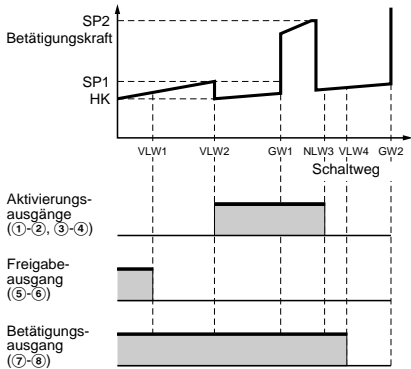 SP2
Betätigungskraft
SP1
HK
VLW1 VLW2 GW1 NLW3 VLW4 GW2
Schaltweg
Aktivierungs-
ausgänge
(①-②, ③-④)
Freigabe-
ausgang
(⑤-⑥)
Betätigungs-
ausgang
(⑦-⑧)